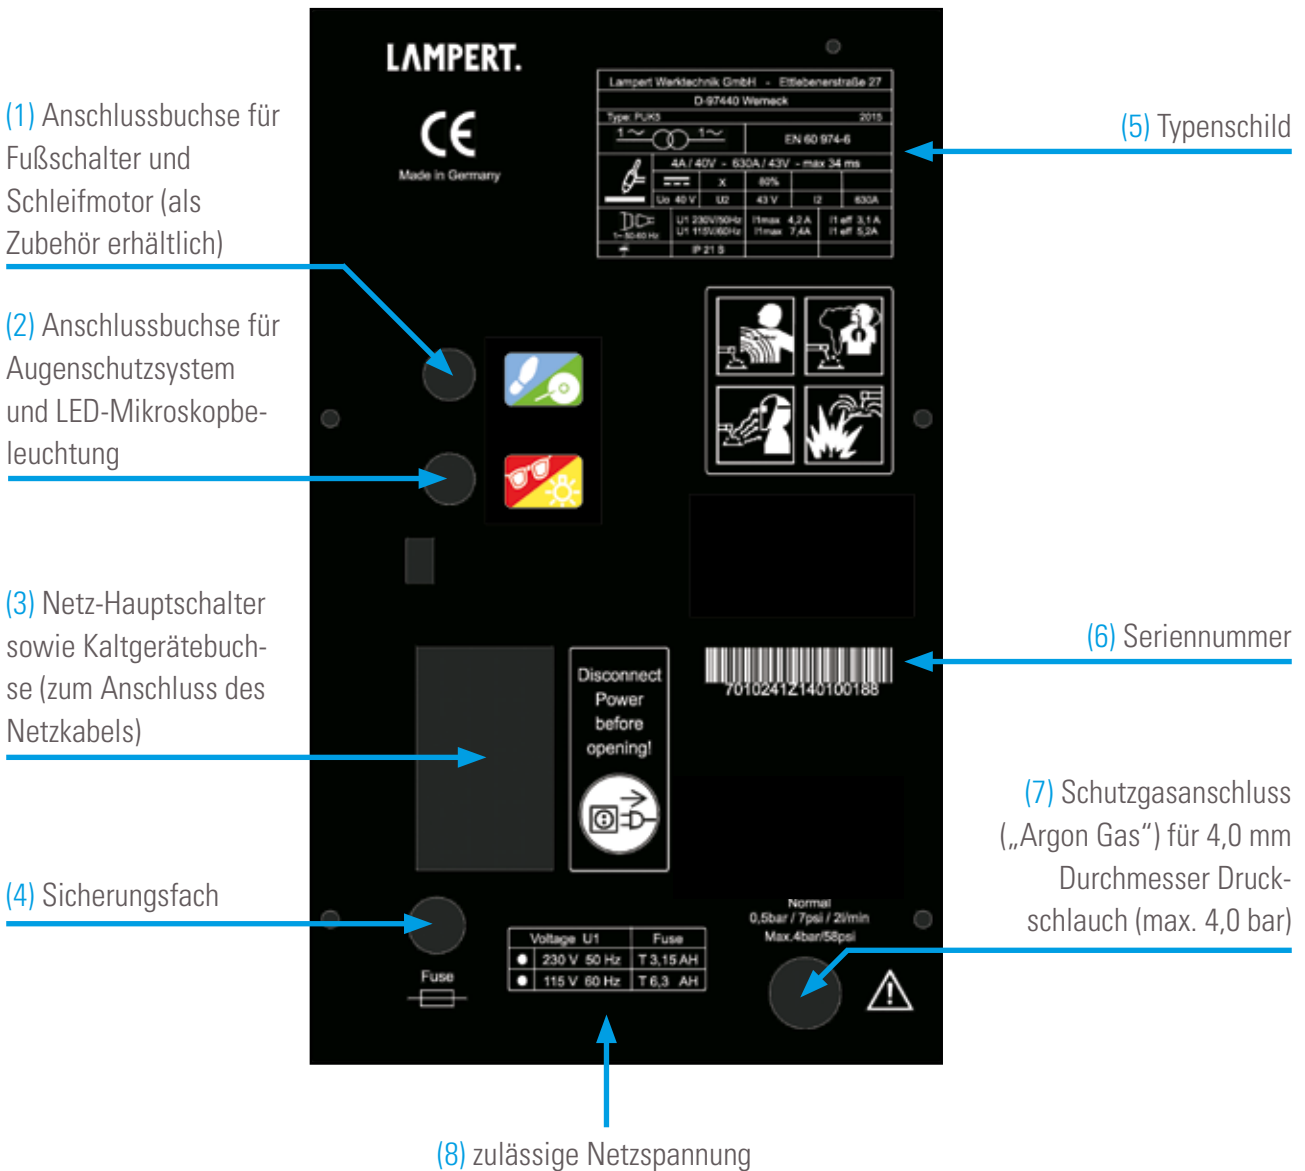 (1) Anschlussbuchse für
Fußschalter und
Schleifmotor (als
Zubehör erhältlich)
(2) Anschlussbuchse für
Augenschutzsystem
und LED-Mikroskopbe-
leuchtung
(3) Netz-Hauptschalter
sowie Kaltgerätebuch-
se (zum Anschluss des
Netzkabels)
(4) Sicherungsfach
LAMPERT.
CE
Made in Germany
Lampert Werktechnik GmbH - Ettlebenerstraße 27
D-97440 Werneck
Type: PUK5 2015
1~ 1~ EN 60 974-6
4A / 40V - 630A / 43V - max 34 ms
X 80%
Uo 40 V U2 43 V I2 630A
U1 230V/50Hz I1max 4,2 A I1 eff 3,1 A
1~ 50-60 Hz U1 115V/60Hz I1max 7,4A I1 eff 5,2A
IP 21 S
Disconnect
Power
before
opening!
7010241Z140100188
Normal
0,5bar / 7psi / 2l/min
Max.4bar/58psi
Fuse
Voltage U1 Fuse
230 V 50 Hz T 3,15 AH
115 V 60 Hz T 6,3 AH
(5) Typenschild
(6) Seriennummer
(7) Schutzgasanschluss
(„Argon Gas“) für 4,0 mm
Durchmesser Druck-
schlauch (max. 4,0 bar)
(8) zulässige Netzspannung